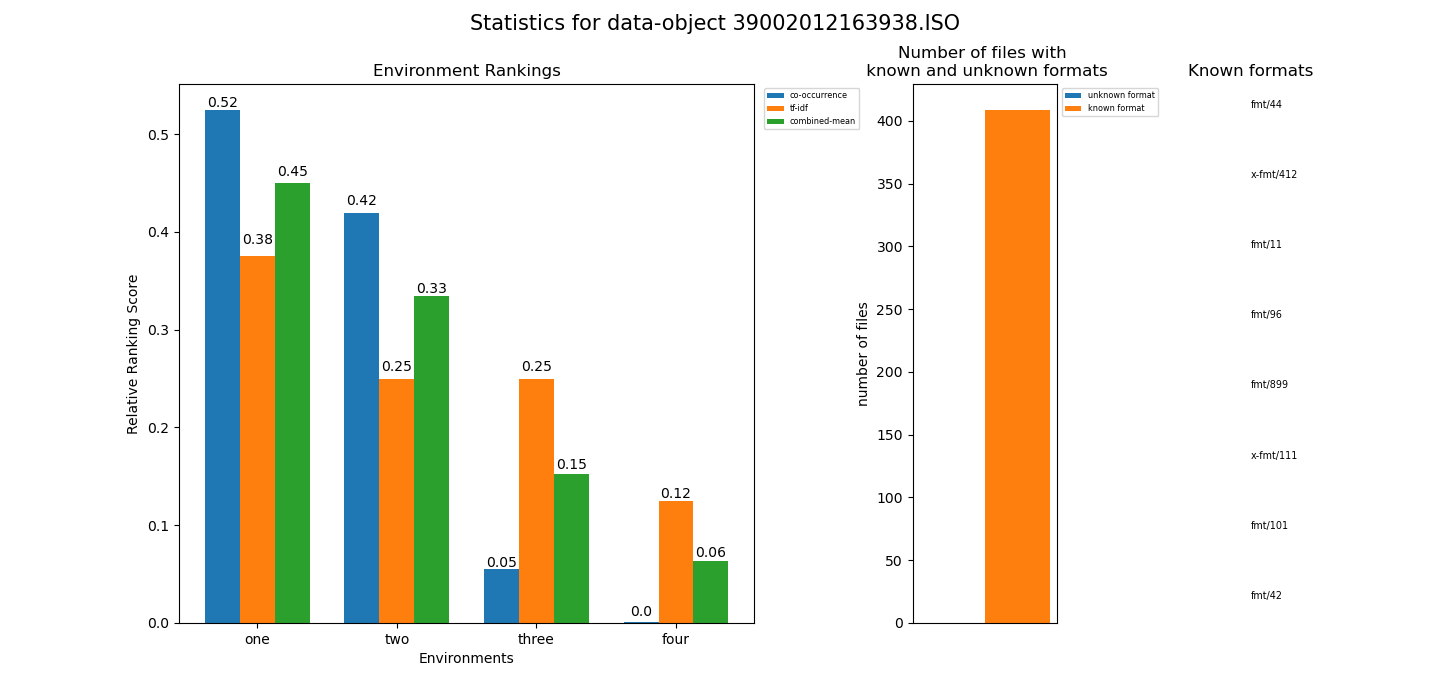 Statistics for data-object 39002012163938.ISO
Environment Rankings
0.52
0.38
0.45
0.42
0.25
0.33
0.05
0.25
0.15
0.0
0.12
0.06
0.5
0.4
0.3
0.2
0.1
0.0
Relative Ranking Score
one
two
three
four
Environments
co-occurrence
tf-idf
combined-mean
Number of files with
known and unknown formats
400
350
300
250
200
150
100
50
0
number of files
unknown format
known format
Known formats
fmt/44
x-fmt/412
fmt/11
fmt/96
fmt/899
x-fmt/111
fmt/101
fmt/42